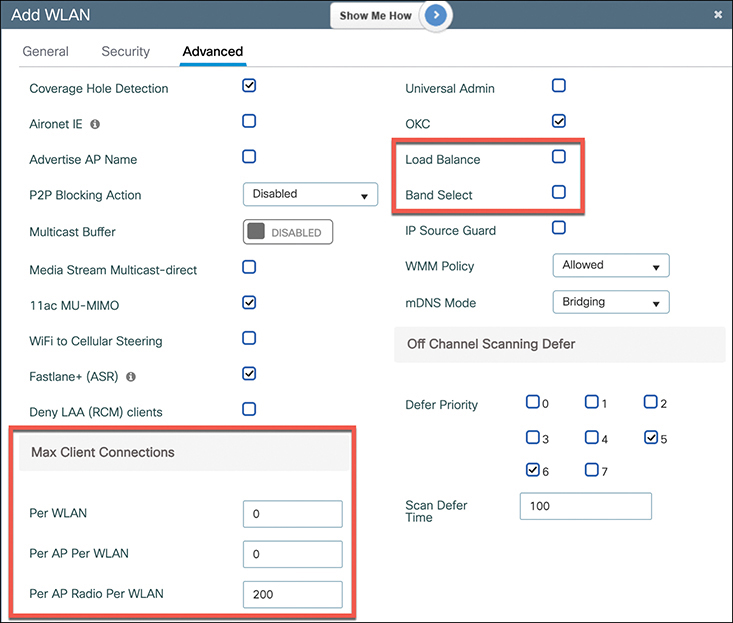 Add WLAN
Show Me How
General Security Advanced
Coverage Hole Detection
Aironet IE
Advertise AP Name
P2P Blocking Action Disabled
Multicast Buffer DISABLED
Media Stream Multicast-direct
11ac MU-MIMO
WiFi to Cellular Steering
Fastlane+ (ASR)
Deny LAA (RCM) clients
Max Client Connections
Per WLAN 0
Per AP Per WLAN 0
Per AP Radio Per WLAN 200
Universal Admin
OKC
Load Balance
Band Select
IP Source Guard
WMM Policy Allowed
mDNS Mode Bridging
Off Channel Scanning Defer
Defer Priority 0 1 2
3 4 5
6 7
Scan Defer
Time 100